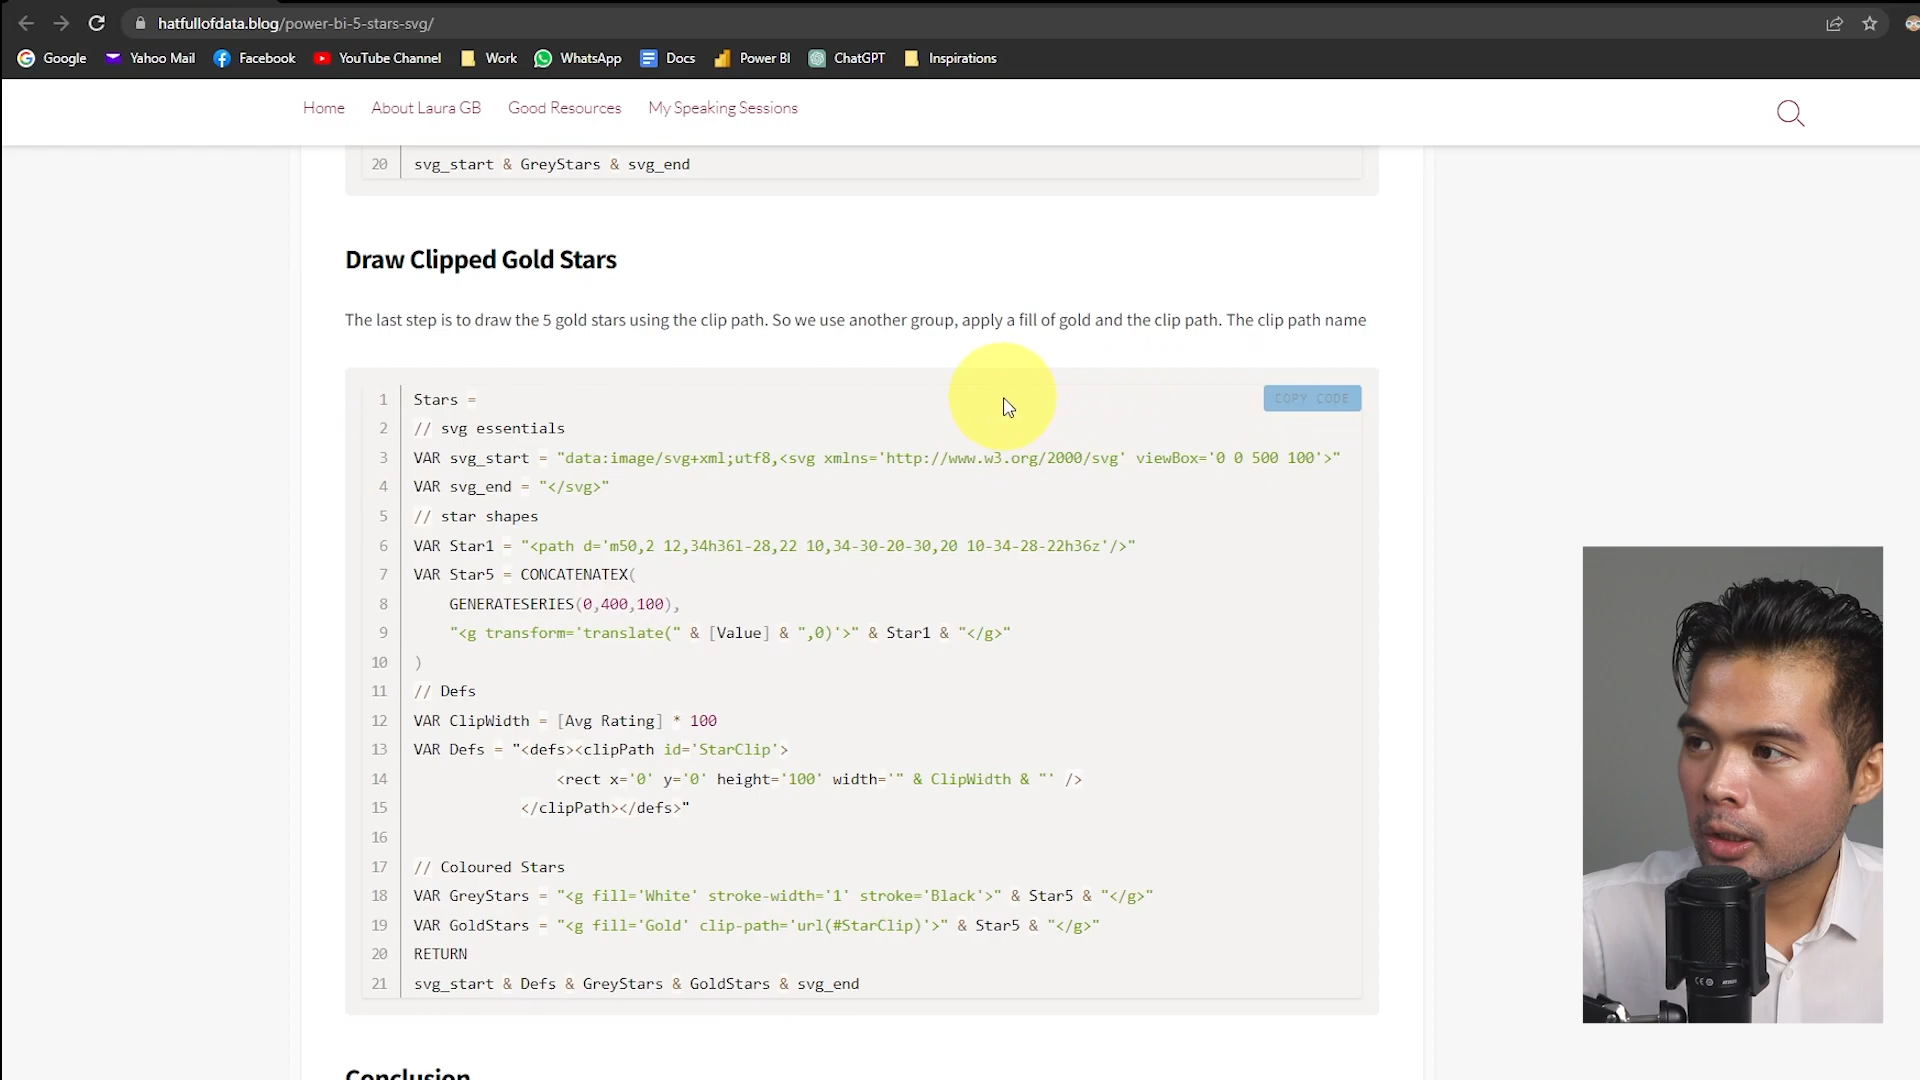 hatfullofdata.blog/power-bi-5-stars-svg/
Google Yahoo Mail Facebook YouTube Channel Work WhatsApp Docs Power BI ChatGPT Inspirations
Home About Laura GB Good Resources My Speaking Sessions
20 svg_start & GreyStars & svg_end
Draw Clipped Gold Stars
The last step is to draw the 5 gold stars using the clip path. So we use another group, apply a fill of gold and the clip path. The clip path name
COPY CODE
1 Stars =
2 // svg essentials
3 VAR svg_start = "data:image/svg+xml;utf8,<svg xmlns='http://www.w3.org/2000/svg' viewBox='0 0 500 100'>"
4 VAR svg_end = "</svg>"
5 // star shapes
6 VAR Star1 = "<path d='m50,2 12,34h36l-28,22 10,34-30-20-30,20 10-34-28-22h36z'/>"
7 VAR Star5 = CONCATENATEX(
8 GENERATESERIES(0,400,100),
9 "<g transform='translate(" & [Value] & ",0)'>" & Star1 & "</g>"
10 )
11 // Defs
12 VAR ClipWidth = [Avg Rating] * 100
13 VAR Defs = "<defs><clipPath id='StarClip'>
14 <rect x='0' y='0' height='100' width='" & ClipWidth & "' />
15 </clipPath></defs>"
16
17 // Coloured Stars
18 VAR GreyStars = "<g fill='White' stroke-width='1' stroke='Black'>" & Star5 & "</g>"
19 VAR GoldStars = "<g fill='Gold' clip-path='url(#StarClip)'>" & Star5 & "</g>"
20 RETURN
21 svg_start & Defs & GreyStars & GoldStars & svg_end
Conclusion